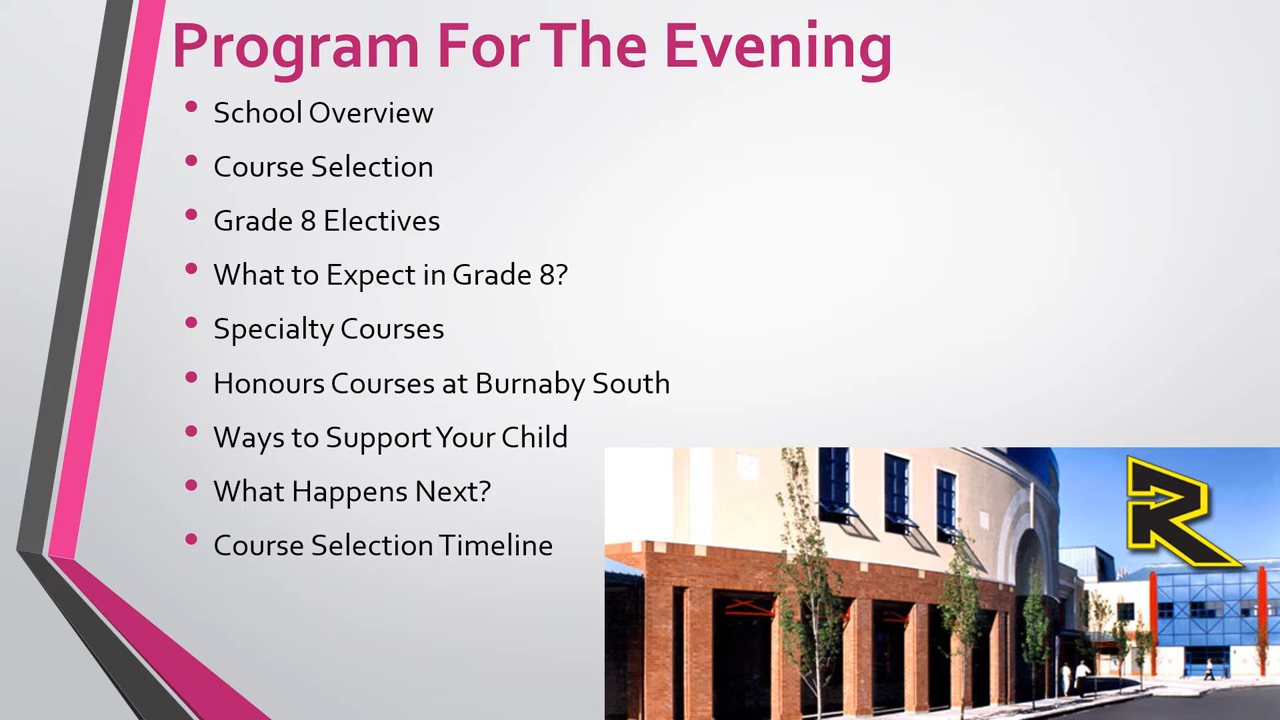 Program For The Evening
School Overview
Course Selection
Grade 8 Electives
What to Expect in Grade 8?
Specialty Courses
Honours Courses at Burnaby South
Ways to Support Your Child
What Happens Next?
Course Selection Timeline
R